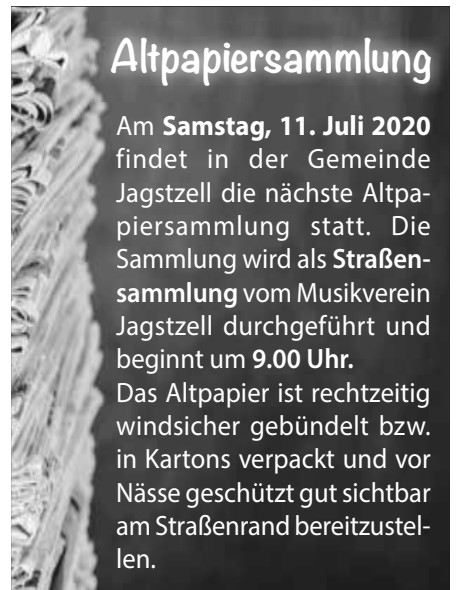 Altpapiersammlung
Am Samstag, 11. Juli 2020
findet in der Gemeinde
Jagstzell die nächste Altpa-
piersammlung statt. Die
Sammlung wird als Straßen-
sammlung vom Musikverein
Jagstzell durchgeführt und
beginnt um 9.00 Uhr.
Das Altpapier ist rechtzeitig
windsicher gebündelt bzw.
in Kartons verpackt und vor
Nässe geschützt gut sichtbar
am Straßenrand bereitzustel-
len.